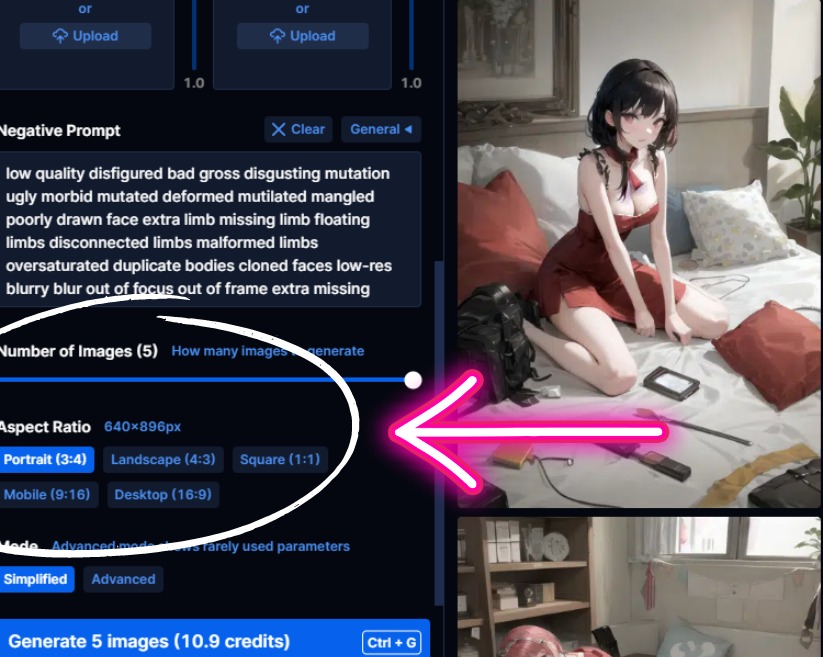 or
or
Upload
Upload
1.0
1.0
Negative Prompt
Clear
General
low quality disfigured bad gross disgusting mutation
ugly morbid mutated deformed mutilated mangled
poorly drawn face extra limb missing limb floating
limbs disconnected limbs malformed limbs
oversaturated duplicate bodies cloned faces low-res
blurry blur out of focus out of frame extra missing
Number of Images (5) How many images to generate
Aspect Ratio 640×896px
Portrait (3:4) Landscape (4:3) Square (1:1)
Mobile (9:16) Desktop (16:9)
Mode Advanced mode shows rarely used parameters
Simplified Advanced
Generate 5 images (10.9 credits) Ctrl + G